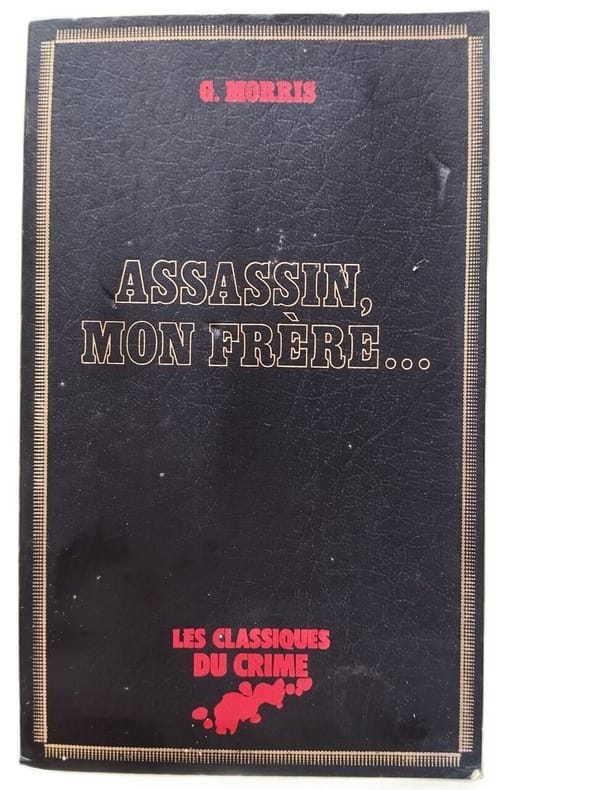 G. MORRIS
ASSASSIN,
MON FRÈRE...
LES CLASSIQUES
DU CRIME